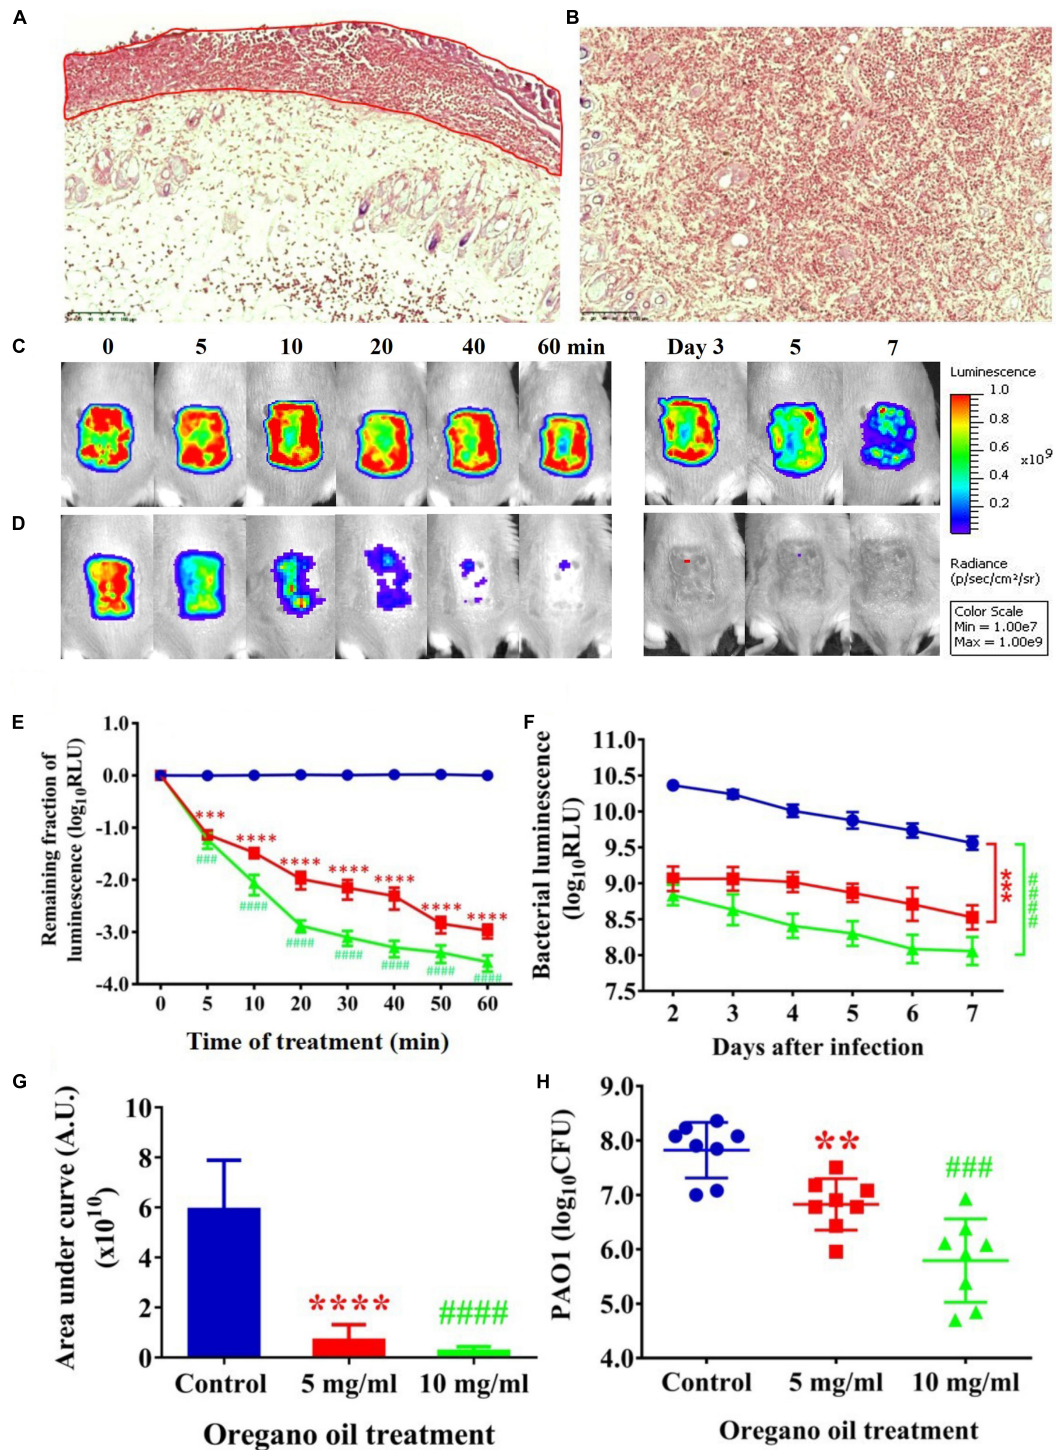 A
B
C
0 5 10 20 40 60 min Day 3 5 7
Luminescence
1.0
0.8
0.6
x10⁹
0.4
0.2
D
Radiance
(p/sec/cm²/sr)
Color Scale
Min = 1.00e7
Max = 1.00e9
E
Remaining fraction of
luminescence (log₁₀RLU)
1.0
0.0
-1.0
-2.0
-3.0
-4.0
*** **** **** **** **** **** ****
### #### #### #### #### #### ####
0 5 10 20 30 40 50 60
Time of treatment (min)
F
Bacterial luminescence
(log₁₀RLU)
11.0
10.5
10.0
9.5
9.0
8.5
8.0
7.5
***
####
2 3 4 5 6 7
Days after infection
G
Area under curve (A.U.)
(x10¹⁰)
10
8
6
4
2
0
**** ####
Control 5 mg/ml 10 mg/ml
Oregano oil treatment
H
PAO1 (log₁₀CFU)
9.0
8.0
7.0
6.0
5.0
4.0
** ###
Control 5 mg/ml 10 mg/ml
Oregano oil treatment